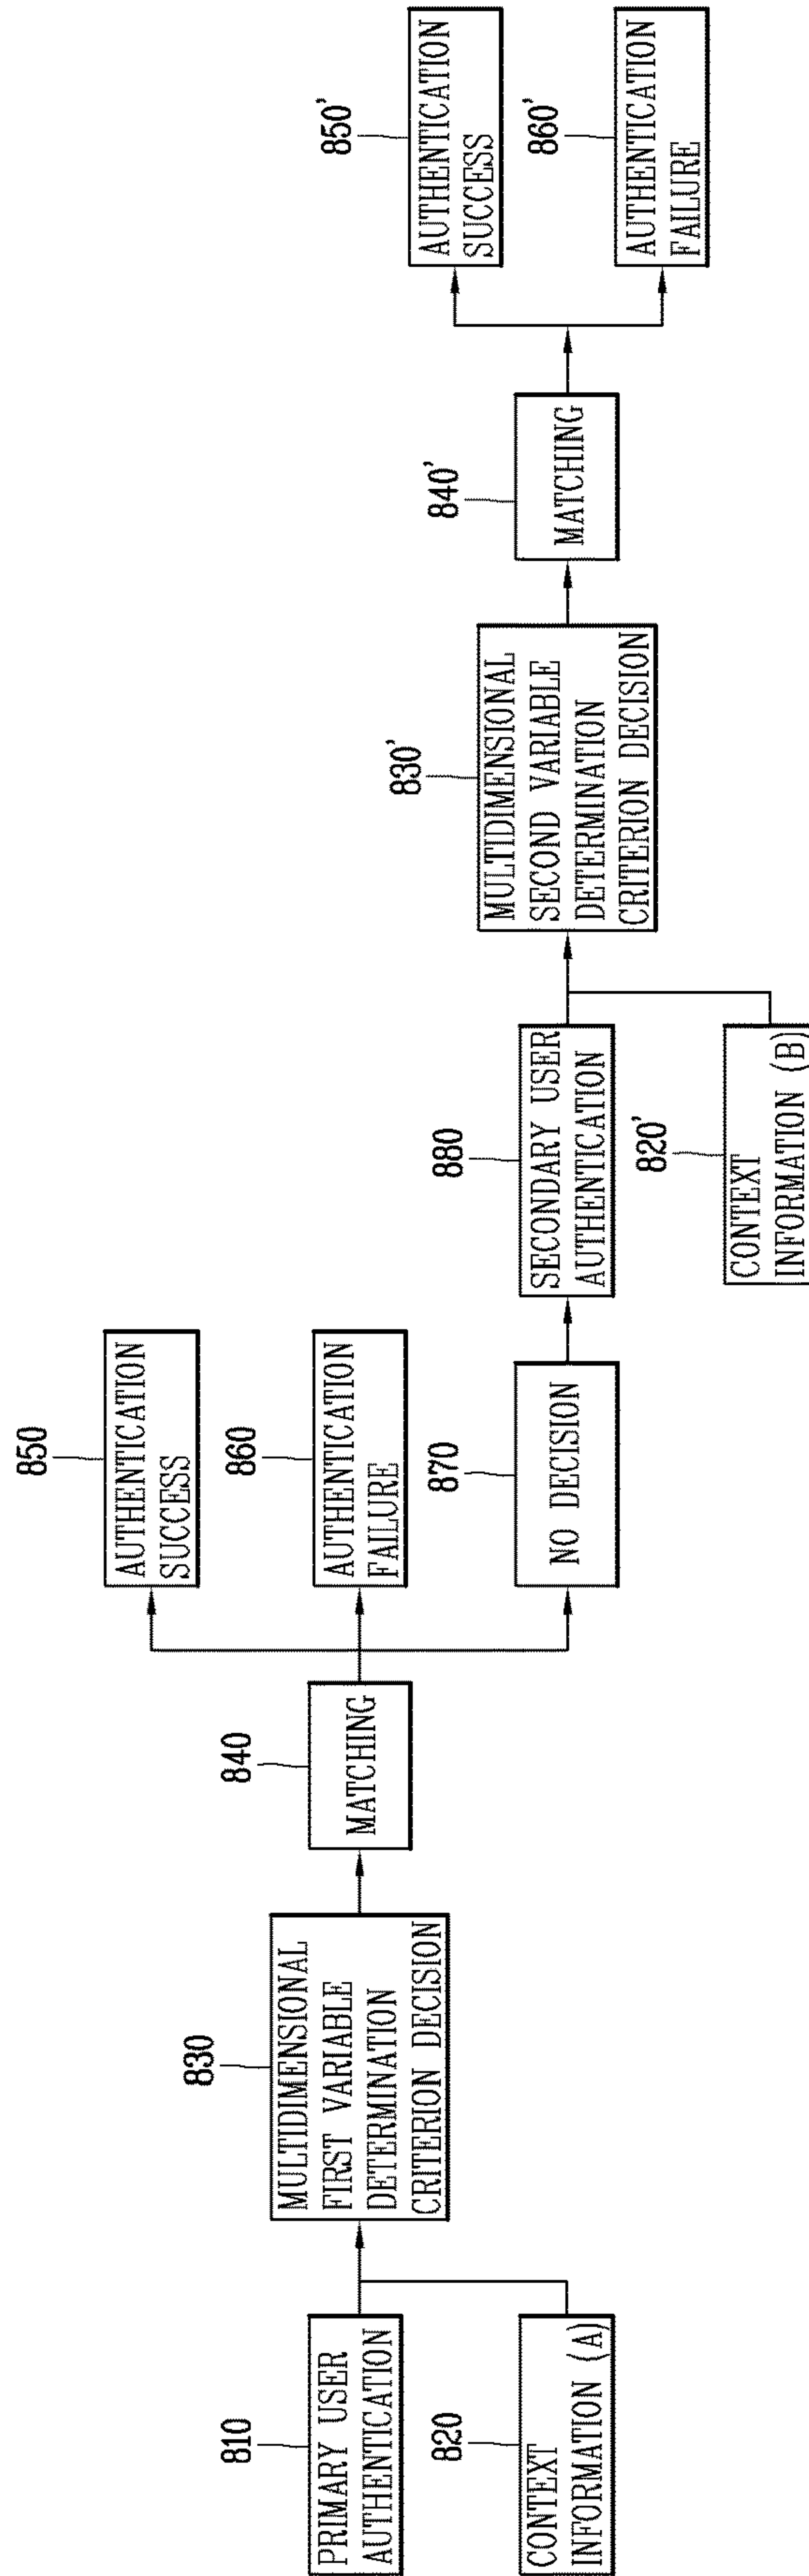 810
PRIMARY USER
AUTHENTICATION
820
CONTEXT
INFORMATION (A)
830
MULTIDIMENSIONAL
FIRST VARIABLE
DETERMINATION
CRITERION DECISION
840
MATCHING
850
AUTHENTICATION
SUCCESS
860
AUTHENTICATION
FAILURE
870
NO DECISION
880
SECONDARY USER
AUTHENTICATION
820'
CONTEXT
INFORMATION (B)
830'
MULTIDIMENSIONAL
SECOND VARIABLE
DETERMINATION
CRITERION DECISION
840'
MATCHING
850'
AUTHENTICATION
SUCCESS
860'
AUTHENTICATION
FAILURE